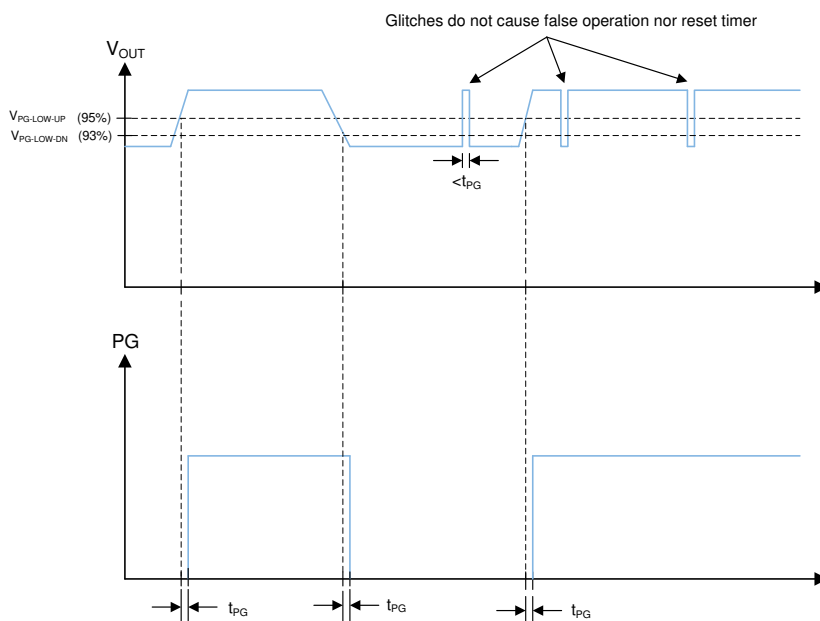 Glitches do not cause false operation nor reset timer
VOUT
VPG-LOW-UP (95%)
VPG-LOW-DN (93%)
<tPG
PG
tPG
tPG
tPG